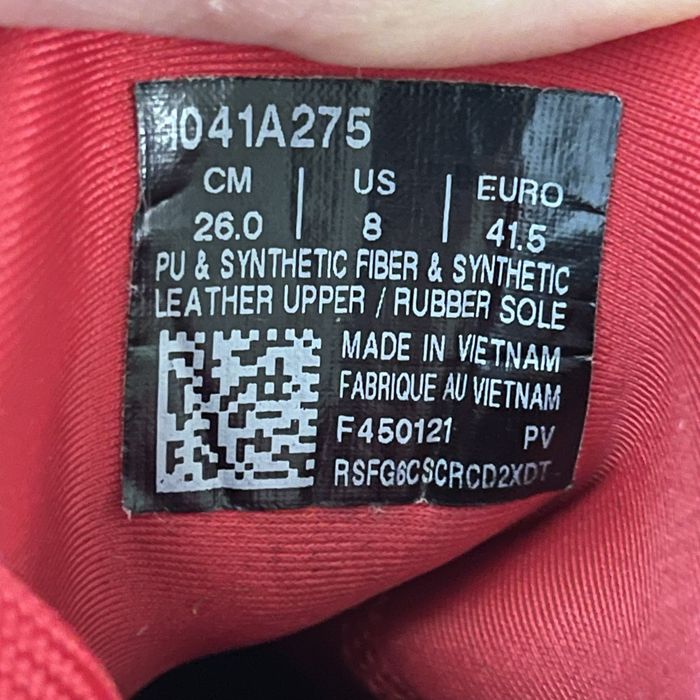 1041A275
CM | US | EURO
26.0 | 8 | 41.5
PU & SYNTHETIC FIBER & SYNTHETIC
LEATHER UPPER / RUBBER SOLE
MADE IN VIETNAM
FABRIQUE AU VIETNAM
F450121 PV
RSFG6CSCRCD2XDT